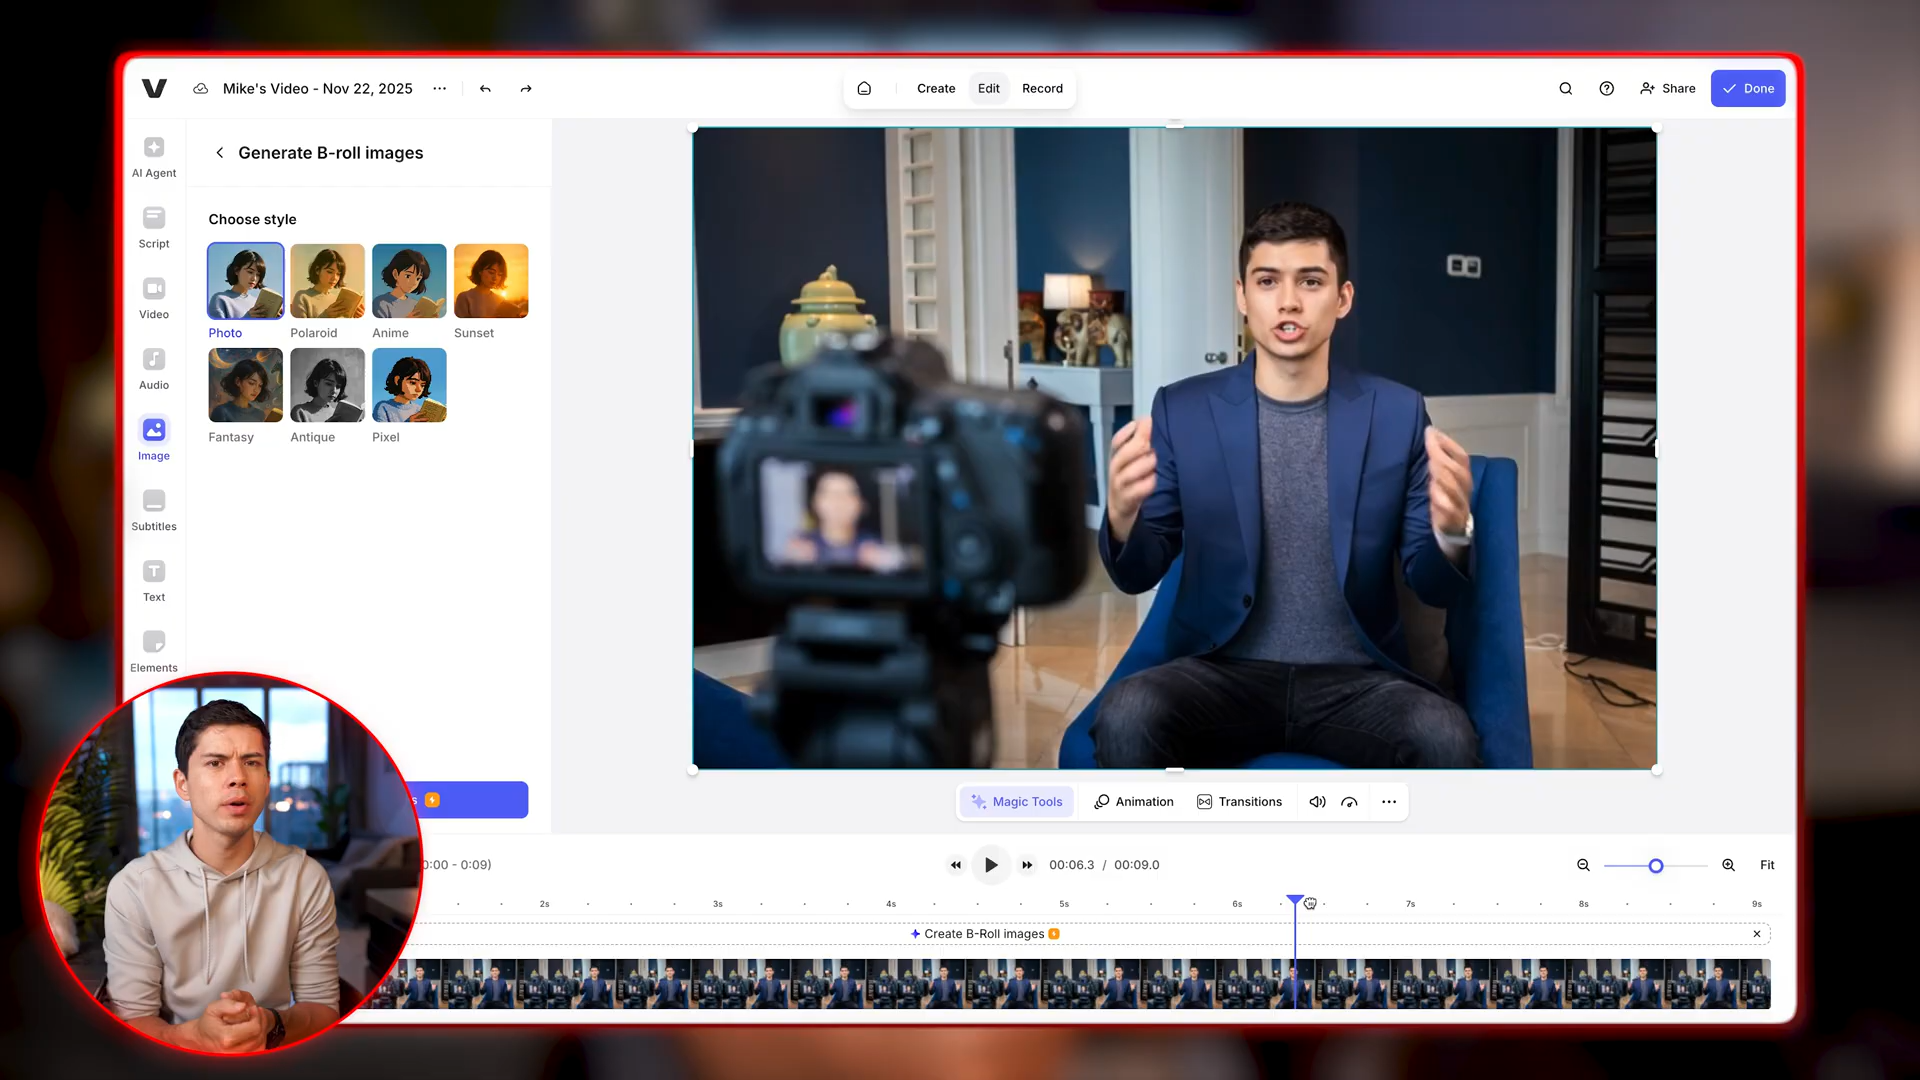 Mike's Video - Nov 22, 2025
Create
Edit
Record
Share
Done
AI Agent
Script
Video
Audio
Image
Subtitles
Text
Elements
Generate B-roll images
Choose style
Photo
Polaroid
Anime
Sunset
Fantasy
Antique
Pixel
Magic Tools
Animation
Transitions
0:00 - 0:09)
00:06.3 / 00:09.0
Fit
2s
3s
4s
5s
6s
7s
8s
9s
Create B-Roll images